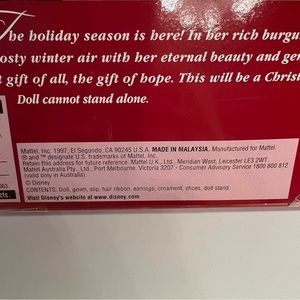 The holiday season is here! In her rich burgu
osty winter air with her eternal beauty and gen
t gift of all, the gift of hope. This will be a Christ
Doll cannot stand alone.
Mattel, Inc. 1997, El Segundo, CA 90245 U.S.A. MADE IN MALAYSIA. Manufactured for Mattel.
® and ™ designate U.S. trademarks of Mattel, Inc.
Retain this address for future reference: Mattel U.K., Ltd., Meridian West, Leicester LE3 2WT.
Mattel Australia Pty., Ltd., Port Melbourne. Victoria 3207 - Consumer Advisory Service 1800 800 812
(valid only in Australia)
© Disney
CONTENTS: Doll, gown, slip, hair ribbon, earrings, ornament, shoes, doll stand.
Visit Disney's website at www.disney.com